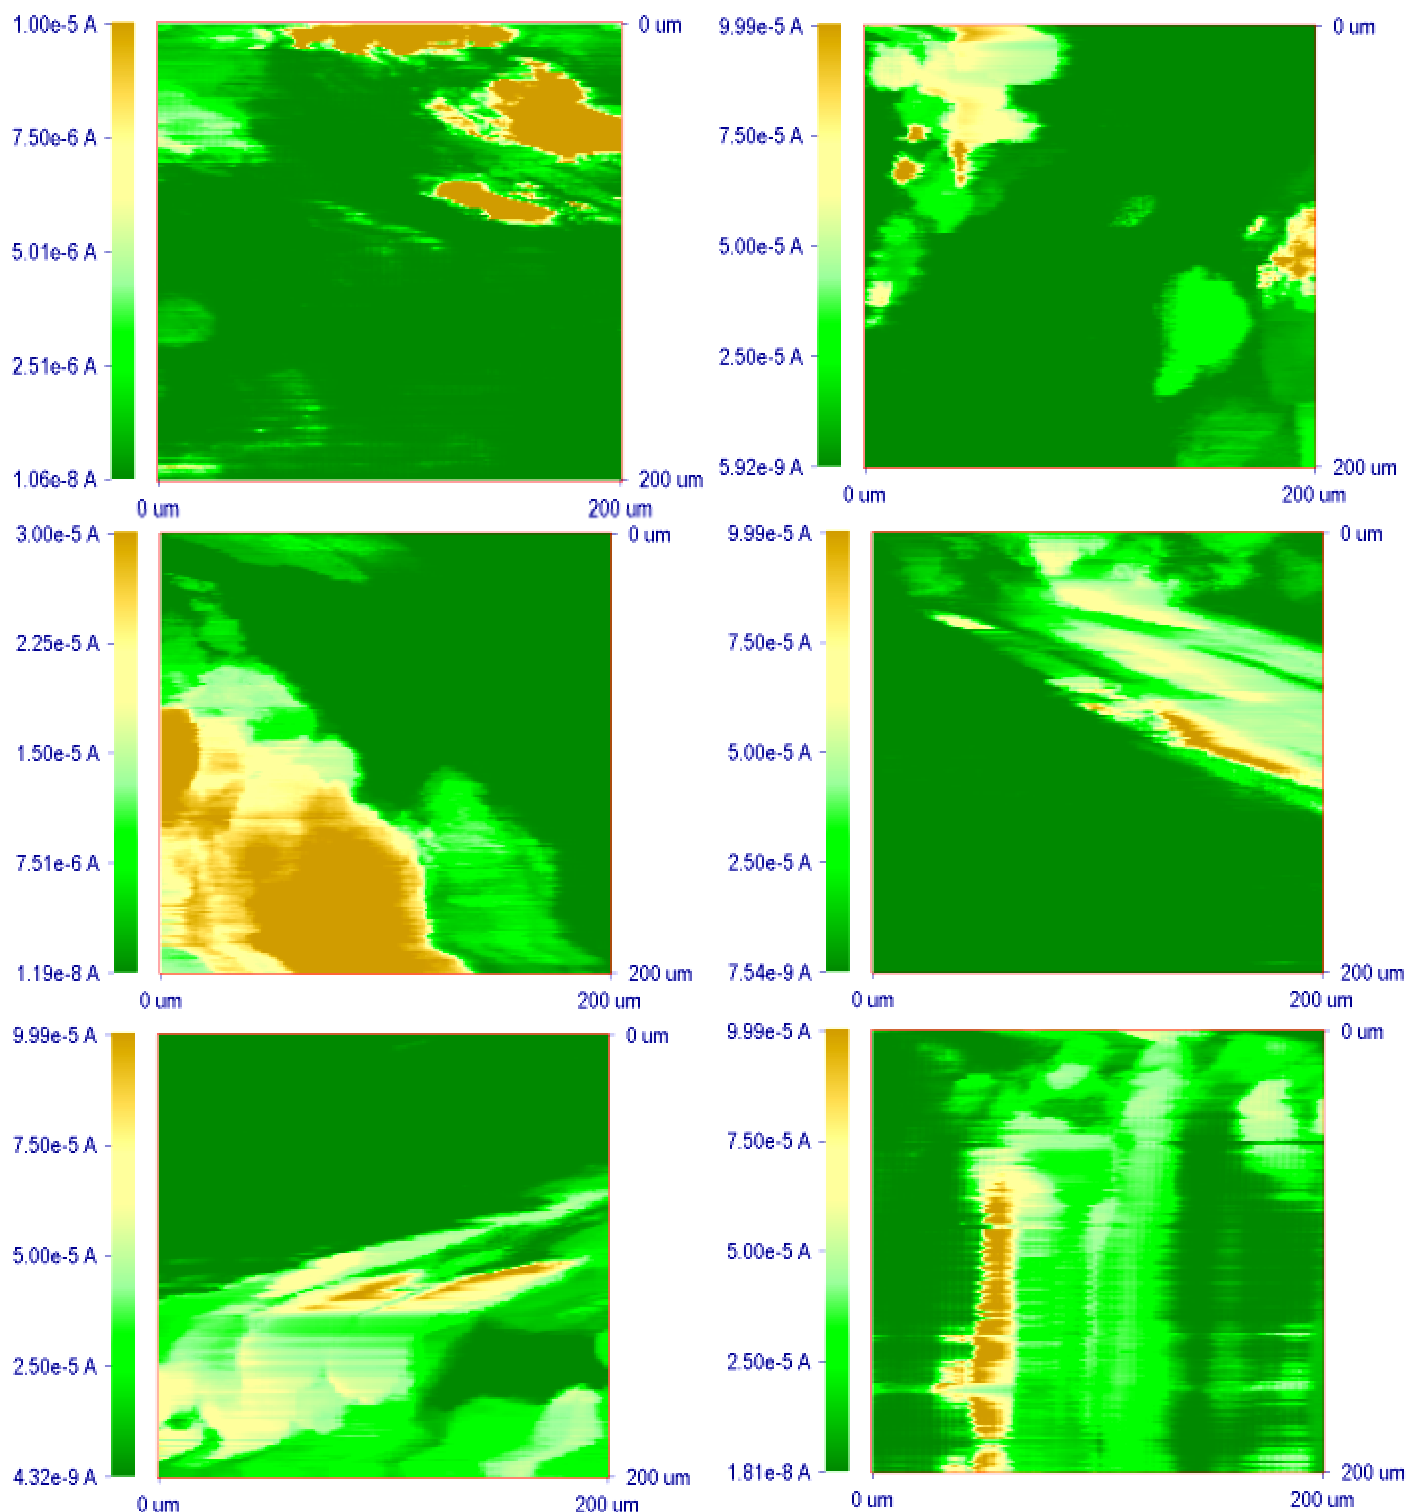 1.00e-5 A
7.50e-6 A
5.01e-6 A
2.51e-6 A
1.06e-8 A
0 um
200 um
0 um
200 um
9.99e-5 A
7.50e-5 A
5.00e-5 A
2.50e-5 A
5.92e-9 A
0 um
200 um
0 um
200 um
3.00e-5 A
2.25e-5 A
1.50e-5 A
7.51e-6 A
1.19e-8 A
0 um
200 um
0 um
200 um
9.99e-5 A
7.50e-5 A
5.00e-5 A
2.50e-5 A
7.54e-9 A
0 um
200 um
0 um
200 um
9.99e-5 A
7.50e-5 A
5.00e-5 A
2.50e-5 A
4.32e-9 A
0 um
200 um
0 um
200 um
9.99e-5 A
7.50e-5 A
5.00e-5 A
2.50e-5 A
1.81e-8 A
0 um
200 um
0 um
200 um